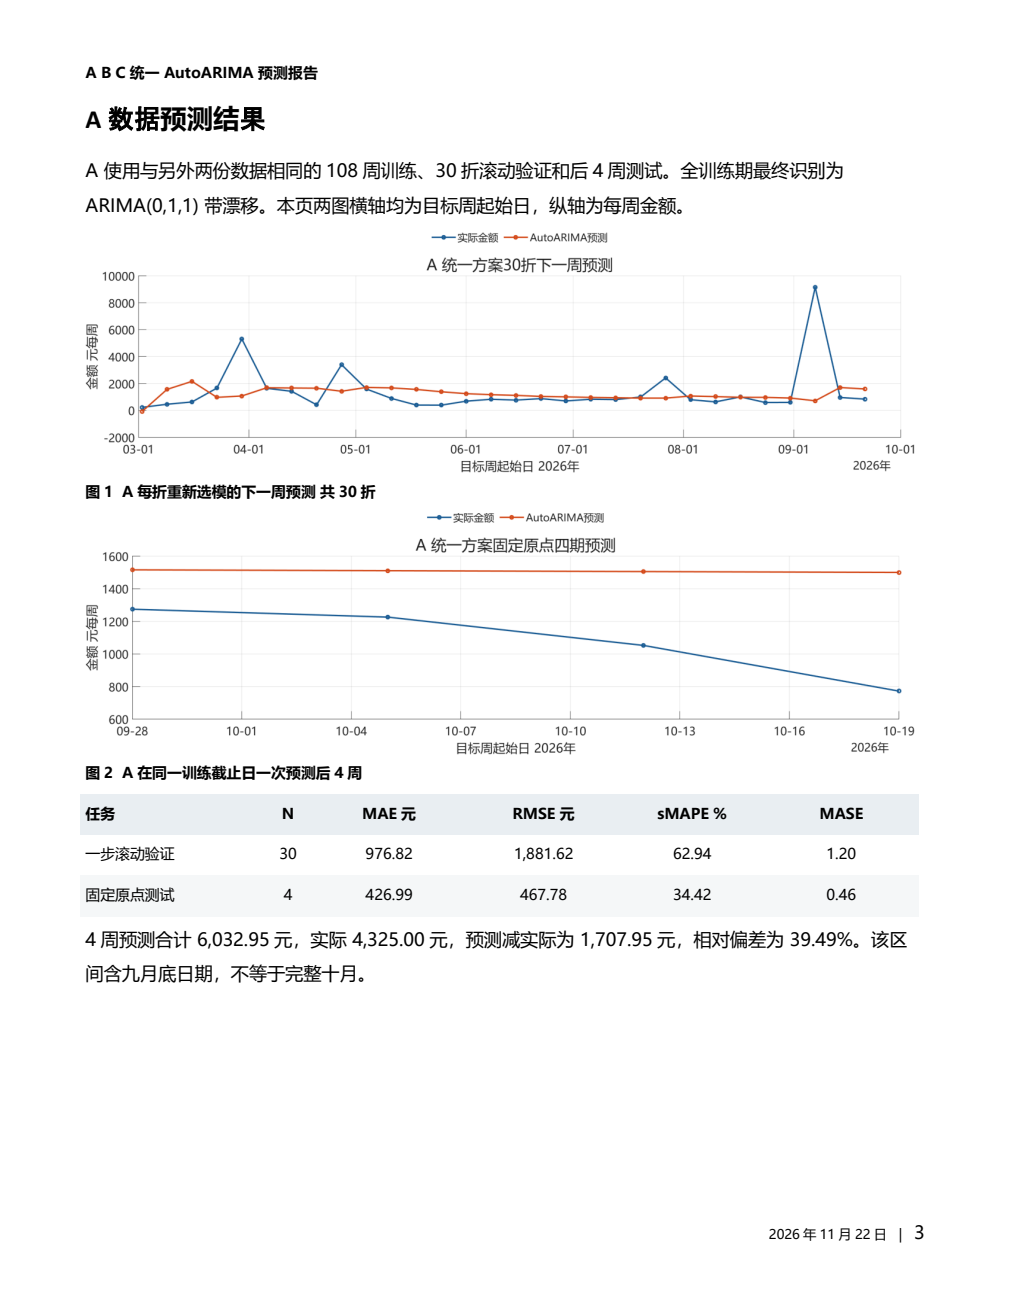 A B C 统一 AutoARIMA 预测报告
A 数据预测结果
A 使用与另外两份数据相同的 108 周训练、30 折滚动验证和后 4 周测试。全训练期最终识别为
ARIMA(0,1,1) 带漂移。本页两图横轴均为目标周起始日，纵轴为每周金额。
实际金额 AutoARIMA预测
A 统一方案30折下一周预测
金额 元每周
10000
8000
6000
4000
2000
0
-2000
03-01 04-01 05-01 06-01 07-01 08-01 09-01 10-01
目标周起始日 2026年 2026年
图 1 A 每折重新选模的下一周预测 共 30 折
实际金额 AutoARIMA预测
A 统一方案固定原点四期预测
金额 元每周
1600
1400
1200
1000
800
600
09-28 10-01 10-04 10-07 10-10 10-13 10-16 10-19
目标周起始日 2026年 2026年
图 2 A 在同一训练截止日一次预测后 4 周
任务 N MAE 元 RMSE 元 sMAPE % MASE
一步滚动验证 30 976.82 1,881.62 62.94 1.20
固定原点测试 4 426.99 467.78 34.42 0.46
4 周预测合计 6,032.95 元，实际 4,325.00 元，预测减实际为 1,707.95 元，相对偏差为 39.49%。该区
间含九月底日期，不等于完整十月。
2026 年 11 月 22 日 | 3